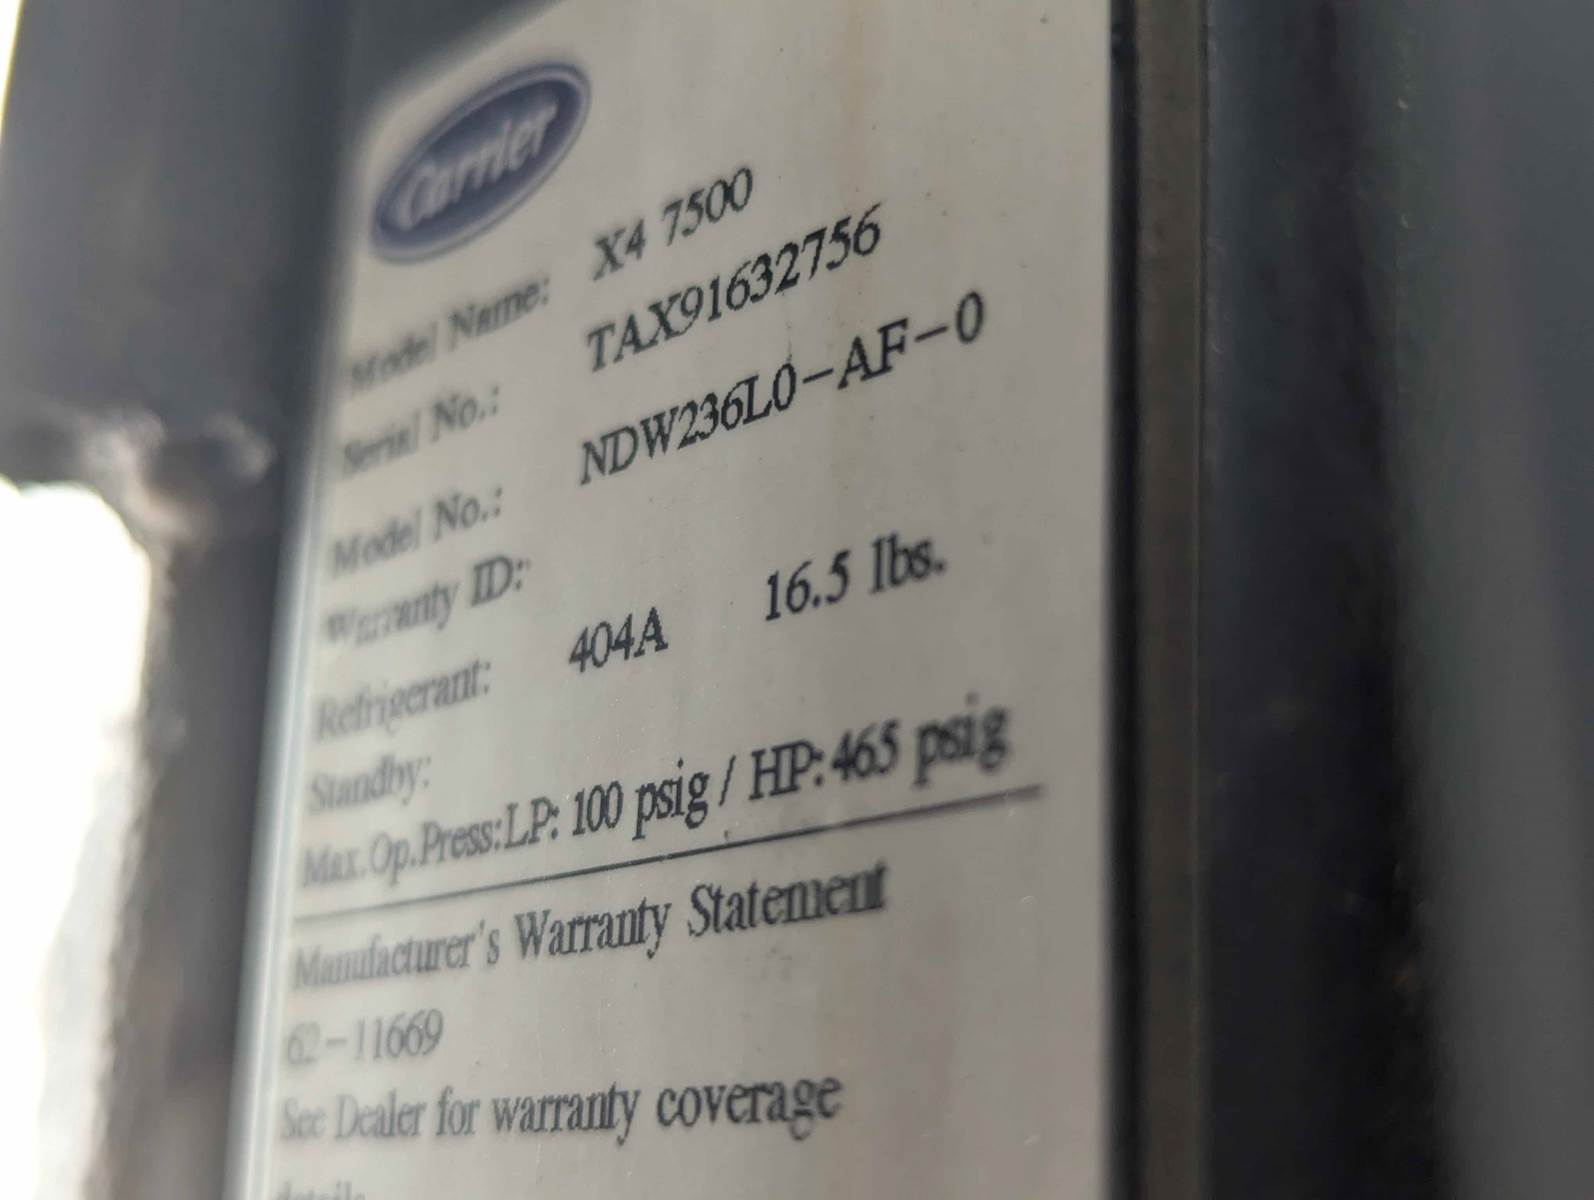 Carrier
Model Name: X4 7500
Serial No.: TAX91632756
Model No.: NDW236L0-AF-0
Warranty ID:
Refrigerant: 404A 16.5 lbs.
Standby:
Max.Op.Press:LP: 100 psig / HP:465 psig
Manufacturer's Warranty Statement
62-11669
See Dealer for warranty coverage
details